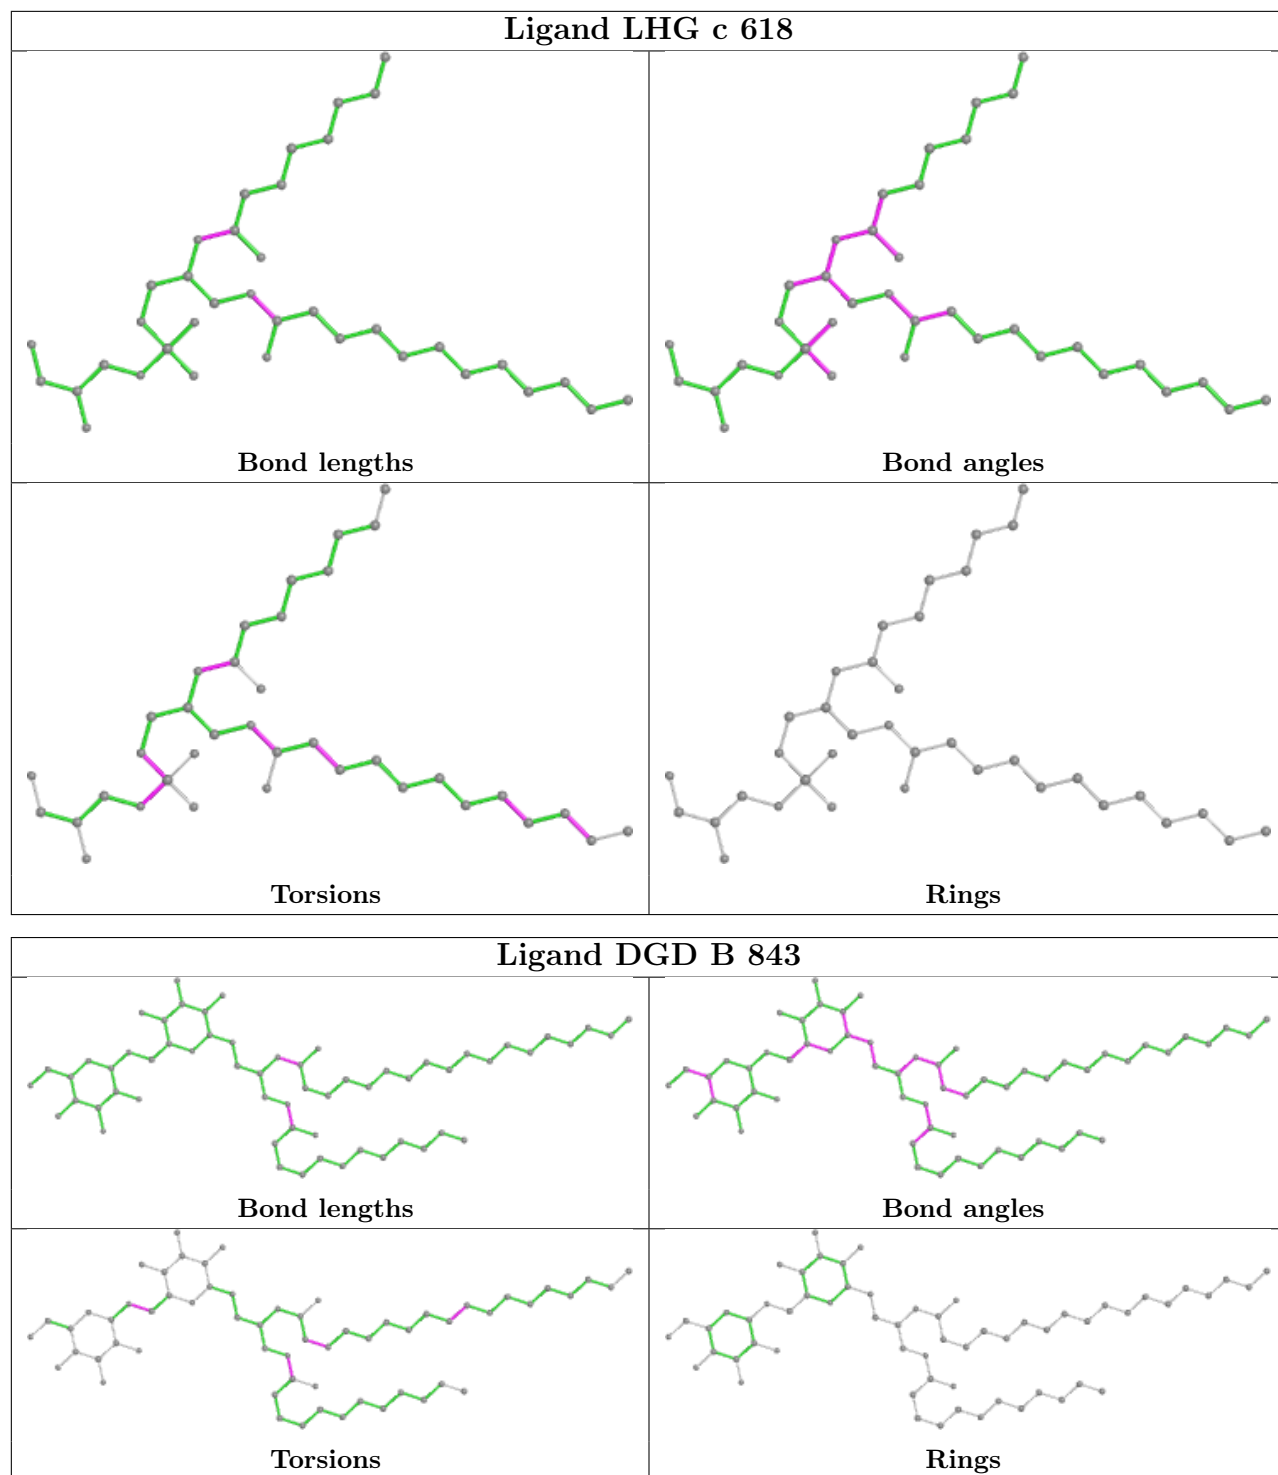 Ligand LHG c 618
Bond lengths
Bond angles
Torsions
Rings
Ligand DGD B 843
Bond lengths
Bond angles
Torsions
Rings